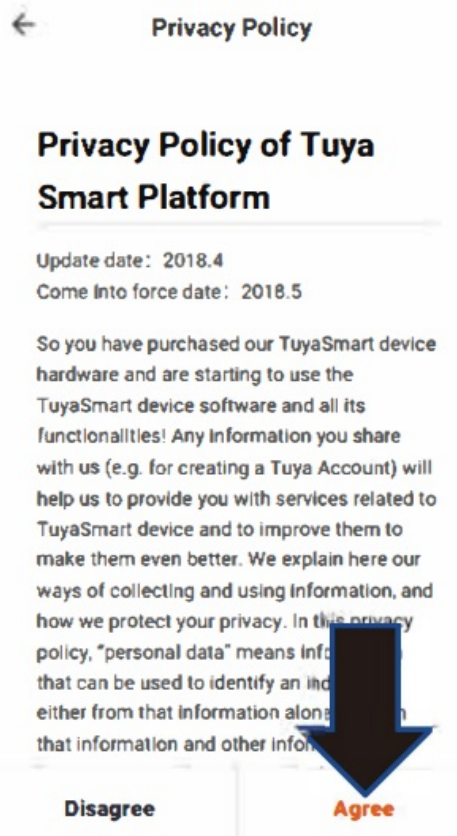 Privacy Policy
Privacy Policy of Tuya
Smart Platform
Update date: 2018.4
Come into force date: 2018.5
So you have purchased our TuyaSmart device
hardware and are starting to use the
TuyaSmart device software and all its
functionalities! Any information you share
with us (e.g. for creating a Tuya Account) will
help us to provide you with services related to
TuyaSmart device and to improve them to
make them even better. We explain here our
ways of collecting and using information, and
how we protect your privacy. In this privacy
policy, "personal data" means
that can be used to identify an
either from that information
that information and other
Disagree
Agree